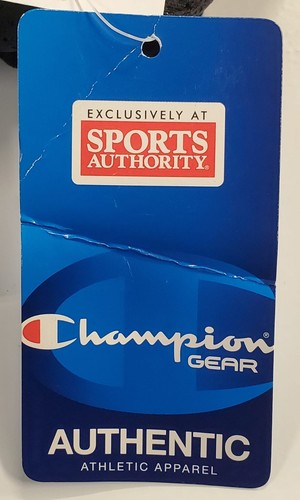 EXCLUSIVELY AT
SPORTS
AUTHORITY®
Champion®
GEAR
AUTHENTIC
ATHLETIC APPAREL